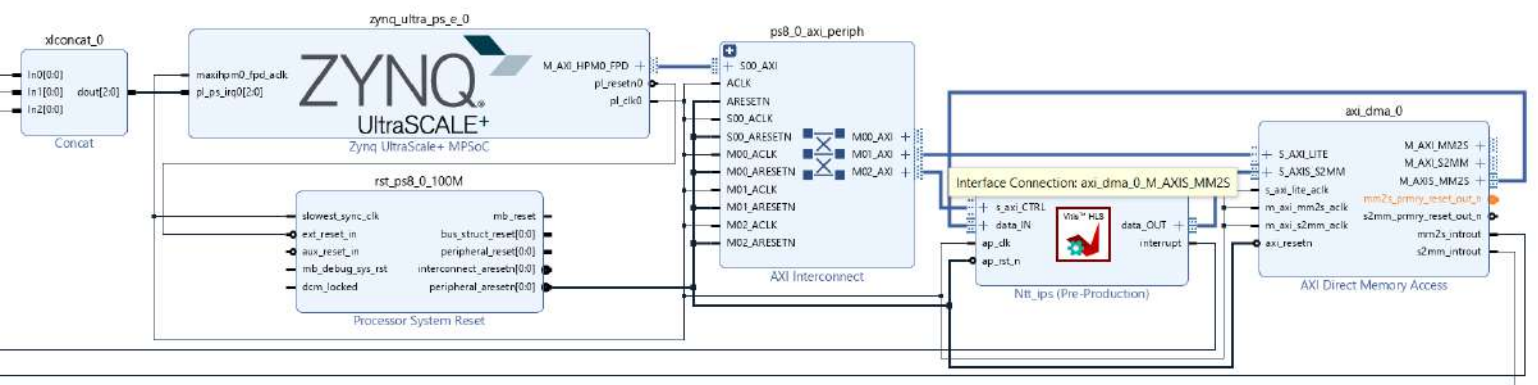 xlconcat_0
In0[0:0]
In1[0:0]
In2[0:0]
dout[2:0]
Concat
zynq_ultra_ps_e_0
maxihpm0_fpd_aclk
pl_ps_irq0[2:0]
ZYNQ
UltraSCALE+
M_AXI_HPM0_FPD
pl_resetn0
pl_clk0
Zynq UltraScale+ MPSoC
rst_ps8_0_100M
slowest_sync_clk
ext_reset_in
aux_reset_in
mb_debug_sys_rst
dcm_locked
mb_reset
bus_struct_reset[0:0]
peripheral_reset[0:0]
interconnect_aresetn[0:0]
peripheral_aresetn[0:0]
Processor System Reset
ps8_0_axi_periph
S00_AXI
ACLK
ARESETN
S00_ACLK
S00_ARESETN
M00_ACLK
M00_ARESETN
M01_ACLK
M01_ARESETN
M02_ACLK
M02_ARESETN
M00_AXI
M01_AXI
M02_AXI
AXI Interconnect
Interface Connection: axi_dma_0_M_AXIS_MM2S
s_axi_CTRL
data_IN
ap_clk
ap_rst_n
Vitis™ HLS
data_OUT
interrupt
Ntt_ips (Pre-Production)
axi_dma_0
S_AXI_LITE
S_AXIS_S2MM
s_axi_lite_aclk
m_axi_mm2s_aclk
m_axi_s2mm_aclk
axi_resetn
M_AXI_MM2S
M_AXI_S2MM
M_AXIS_MM2S
mm2s_prmry_reset_out_n
s2mm_prmry_reset_out_n
mm2s_introut
s2mm_introut
AXI Direct Memory Access